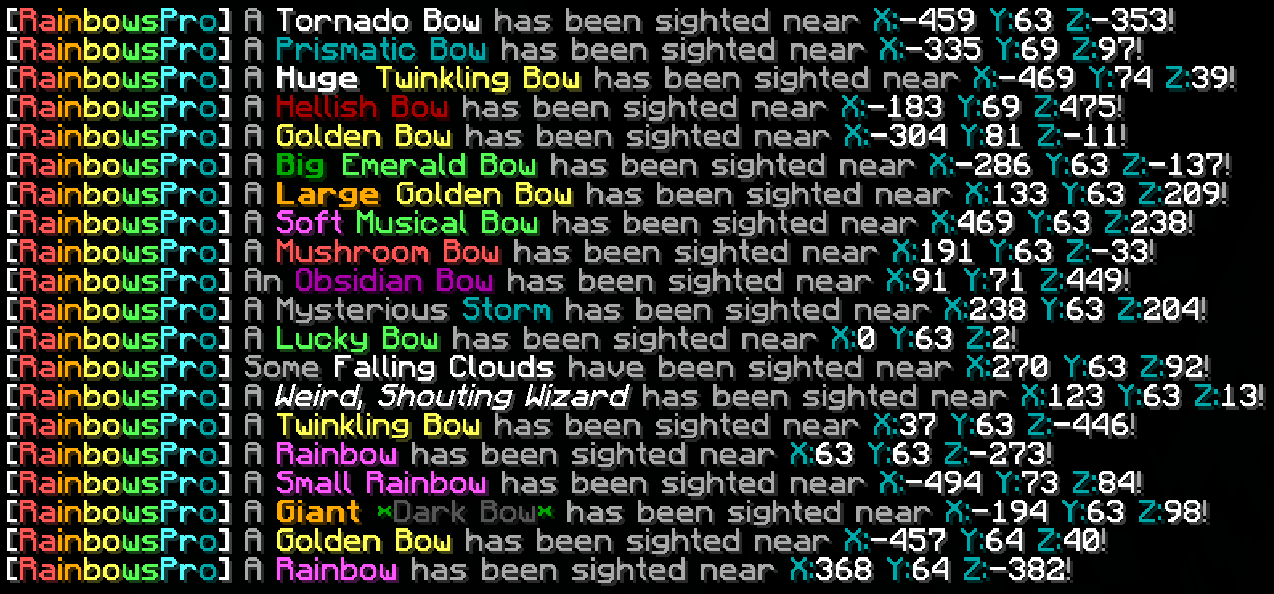 [RainbowsPro] A Tornado Bow has been sighted near X:-459 Y:63 Z:-353!
[RainbowsPro] A Prismatic Bow has been sighted near X:-335 Y:69 Z:97!
[RainbowsPro] A Huge Twinkling Bow has been sighted near X:-469 Y:74 Z:39!
[RainbowsPro] A Hellish Bow has been sighted near X:-183 Y:69 Z:475!
[RainbowsPro] A Golden Bow has been sighted near X:-304 Y:81 Z:-11!
[RainbowsPro] A Big Emerald Bow has been sighted near X:-286 Y:63 Z:-137!
[RainbowsPro] A Large Golden Bow has been sighted near X:133 Y:63 Z:209!
[RainbowsPro] A Soft Musical Bow has been sighted near X:469 Y:63 Z:238!
[RainbowsPro] A Mushroom Bow has been sighted near X:191 Y:63 Z:-33!
[RainbowsPro] An Obsidian Bow has been sighted near X:91 Y:71 Z:449!
[RainbowsPro] A Mysterious Storm has been sighted near X:238 Y:63 Z:204!
[RainbowsPro] A Lucky Bow has been sighted near X:0 Y:63 Z:2!
[RainbowsPro] Some Falling Clouds have been sighted near X:270 Y:63 Z:92!
[RainbowsPro] A Weird, Shouting Wizard has been sighted near X:123 Y:63 Z:13!
[RainbowsPro] A Twinkling Bow has been sighted near X:37 Y:63 Z:-446!
[RainbowsPro] A Rainbow has been sighted near X:63 Y:63 Z:-273!
[RainbowsPro] A Small Rainbow has been sighted near X:-494 Y:73 Z:84!
[RainbowsPro] A Giant ×Dark Bow× has been sighted near X:-194 Y:63 Z:98!
[RainbowsPro] A Golden Bow has been sighted near X:-457 Y:64 Z:40!
[RainbowsPro] A Rainbow has been sighted near X:368 Y:64 Z:-382!